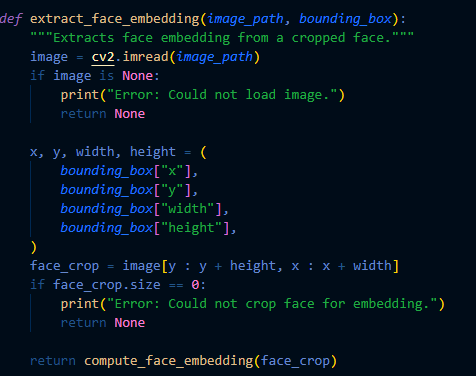 def extract_face_embedding(image_path, bounding_box):
    """Extracts face embedding from a cropped face."""
    image = cv2.imread(image_path)
    if image is None:
        print("Error: Could not load image.")
        return None

    x, y, width, height = (
        bounding_box["x"],
        bounding_box["y"],
        bounding_box["width"],
        bounding_box["height"],
    )
    face_crop = image[y : y + height, x : x + width]
    if face_crop.size == 0:
        print("Error: Could not crop face for embedding.")
        return None

    return compute_face_embedding(face_crop)